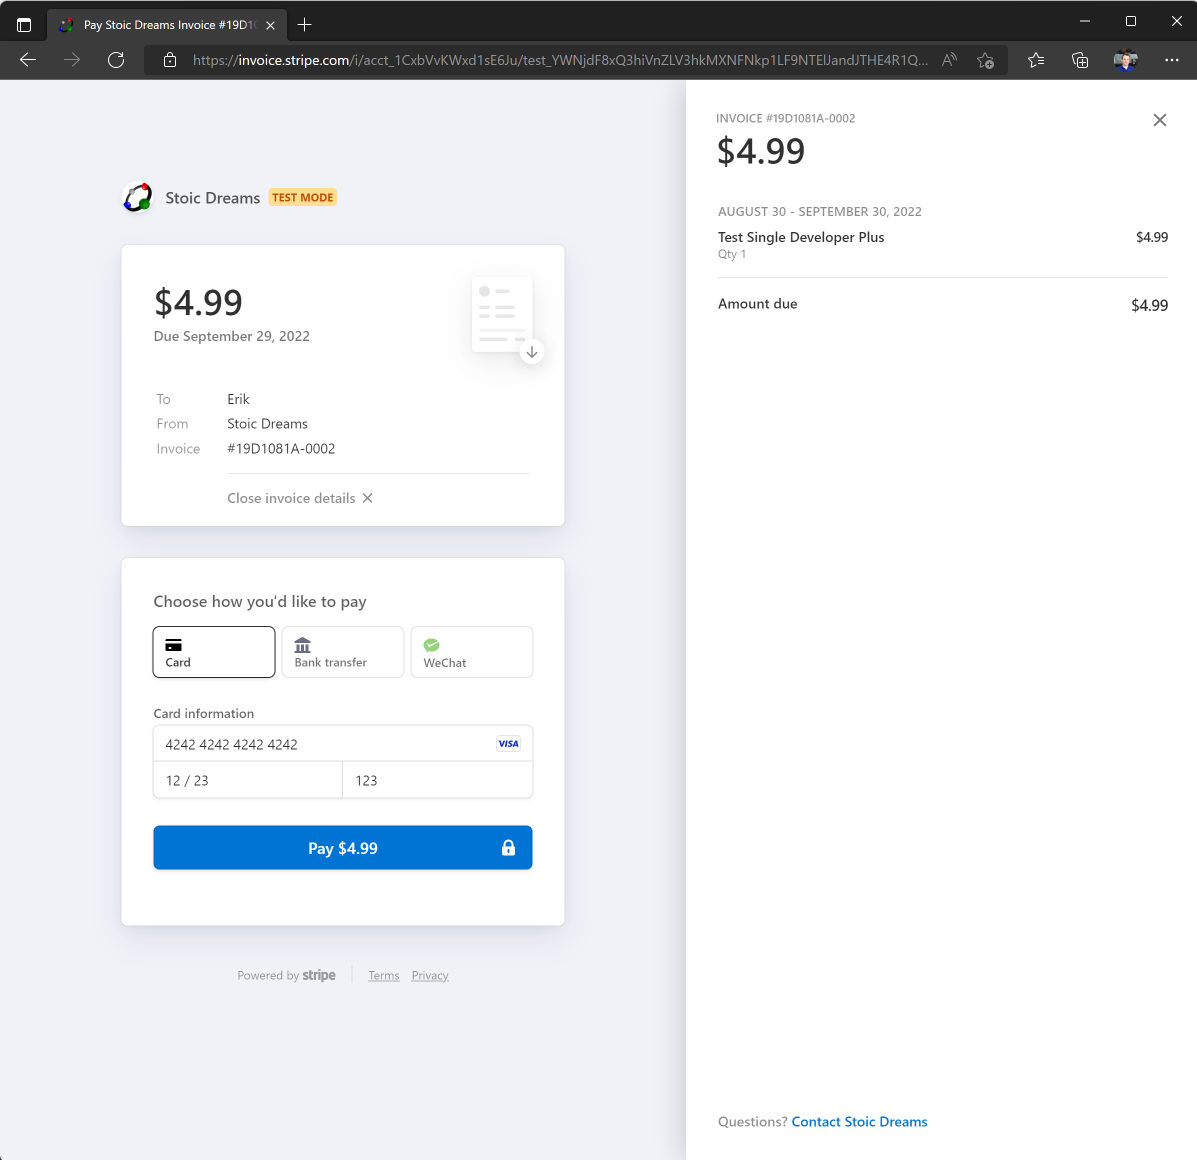 Pay Stoic Dreams Invoice #19D1
https://invoice.stripe.com/i/acct_1CxbVvKWxd1sE6Ju/test_YWNjdF8xQ3hiVnZLV3hkMXNFNkp1LF9NTElJandJTHE4R1Q...
Stoic Dreams TEST MODE
$4.99
Due September 29, 2022
To Erik
From Stoic Dreams
Invoice #19D1081A-0002
Close invoice details
Choose how you'd like to pay
Card
Bank transfer
WeChat
Card information
4242 4242 4242 4242 VISA
12 / 23 123
Pay $4.99
Powered by stripe Terms Privacy
INVOICE #19D1081A-0002
$4.99
AUGUST 30 - SEPTEMBER 30, 2022
Test Single Developer Plus $4.99
Qty 1
Amount due $4.99
Questions? Contact Stoic Dreams